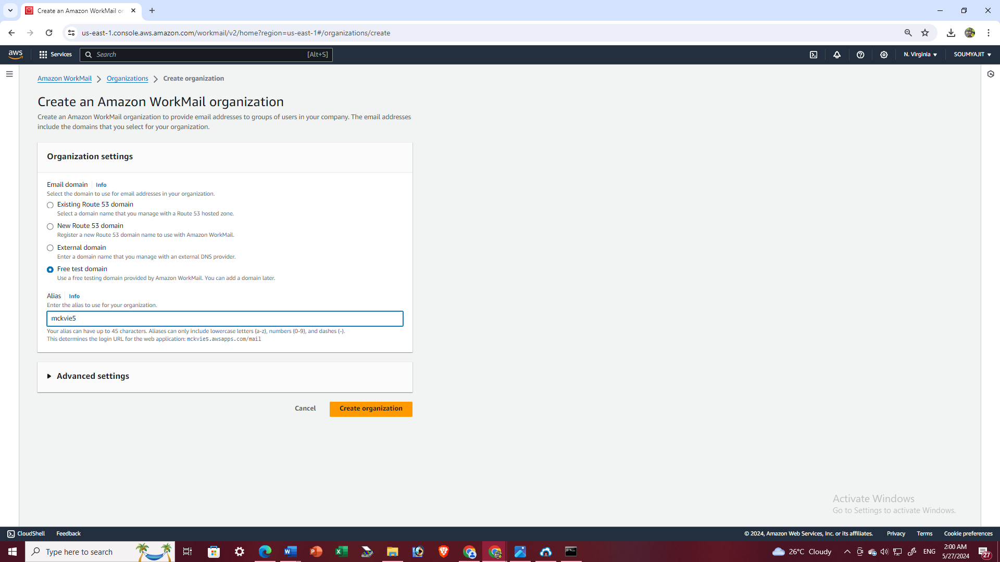 Create an Amazon WorkMail or
us-east-1.console.aws.amazon.com/workmail/v2/home?region=us-east-1#/organizations/create
aws Services Search [Alt+S] N. Virginia SOUMYAJIT
Amazon WorkMail Organizations Create organization
Create an Amazon WorkMail organization
Create an Amazon WorkMail organization to provide email addresses to groups of users in your company. The email addresses
include the domains that you select for your organization.
Organization settings
Email domain Info
Select the domain to use for email addresses in your organization.
Existing Route 53 domain
Select a domain name that you manage with a Route 53 hosted zone.
New Route 53 domain
Register a new Route 53 domain name to use with Amazon WorkMail.
External domain
Enter a domain name that you manage with an external DNS provider.
Free test domain
Use a free testing domain provided by Amazon WorkMail. You can add a domain later.
Alias Info
Enter the alias to use for your organization.
mckvie5
Your alias can have up to 45 characters. Aliases can only include lowercase letters (a-z), numbers (0-9), and dashes (-).
This determines the login URL for the web application: mckvie5.awsapps.com/mail
Advanced settings
Cancel Create organization
Activate Windows
Go to Settings to activate Windows.
CloudShell Feedback © 2024, Amazon Web Services, Inc. or its affiliates. Privacy Terms Cookie preferences
Type here to search 26°C Cloudy ENG 2:00 AM
5/27/2024 27